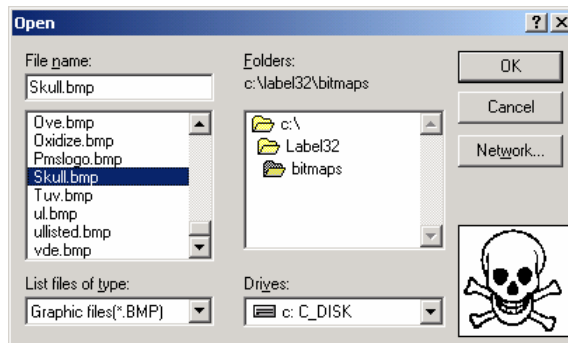 Open
File name:
Skull.bmp
Ove.bmp
Oxidize.bmp
Pmslogo.bmp
Skull.bmp
Tuv.bmp
ul.bmp
ullisted.bmp
vde.bmp
List files of type:
Graphic files(*.BMP)
Folders:
c:\label32\bitmaps
c:\
Label32
bitmaps
Drives:
c: C_DISK
OK
Cancel
Network...